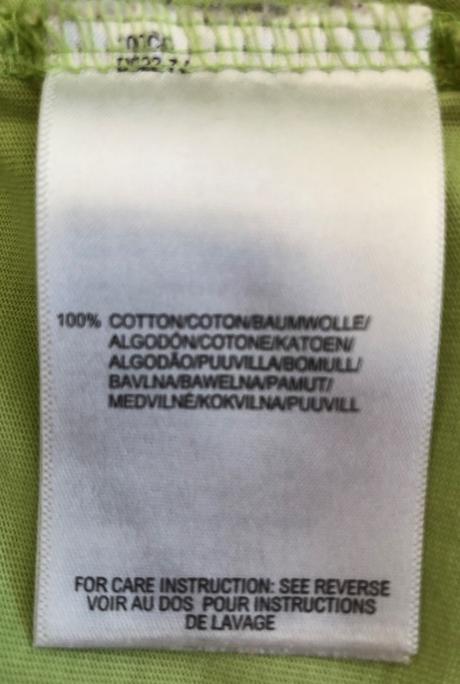 100% COTTON/COTON/BAUMWOLLE/
ALGODÓN/COTONE/KATOEN/
ALGODÃO/PUUVILLA/BOMULL/
BAVLNA/BAWELNA/PAMUT/
MEDVILNĖ/KOKVILNA/PUUVILL
FOR CARE INSTRUCTION: SEE REVERSE
VOIR AU DOS POUR INSTRUCTIONS
DE LAVAGE